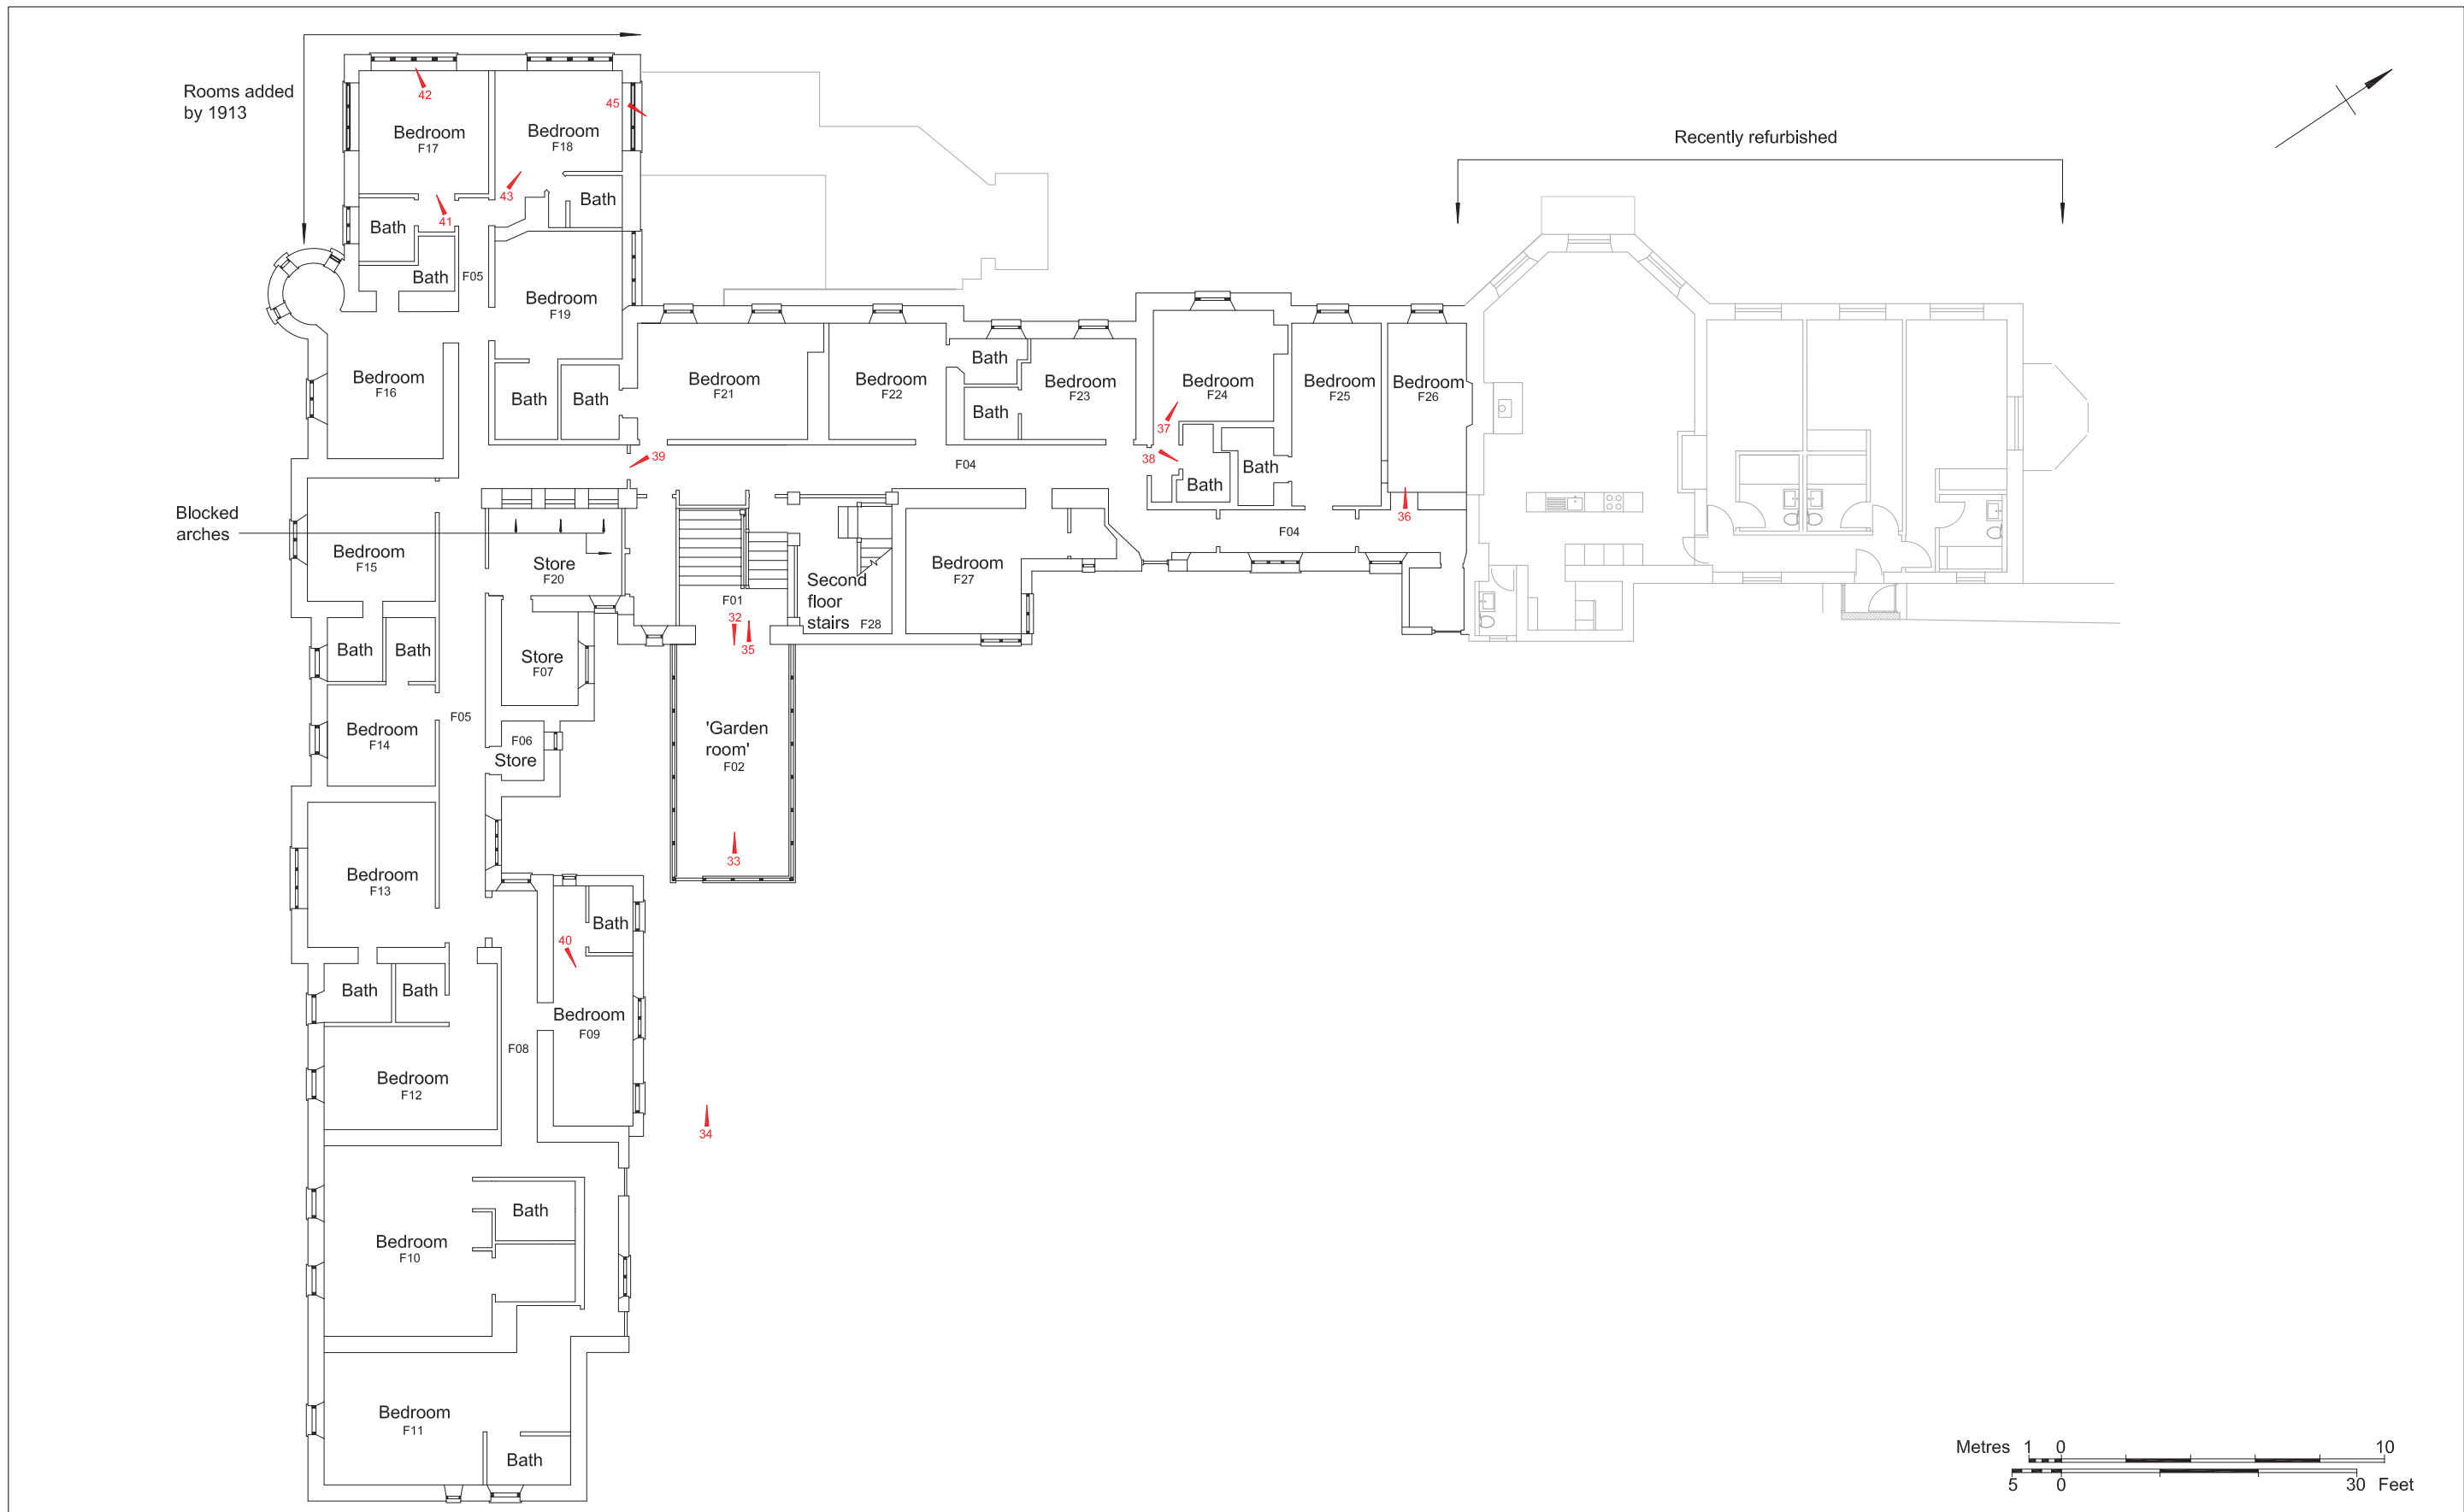 Rooms added
by 1913
42
45
Bedroom
F17
Bedroom
F18
43
41
Bath
Bath
Bath
F05
Bedroom
F19
Bedroom
F16
Bath
Bath
Bedroom
F21
Bedroom
F22
Bath
Bath
Bedroom
F23
Bedroom
F24
37
38
Bath
Bath
Bedroom
F25
Bedroom
F26
36
Recently refurbished
39
F04
F04
Blocked
arches
Bedroom
F15
Store
F20
Second
floor
stairs
F28
Bedroom
F27
F01
32
35
Bath
Bath
Store
F07
Bedroom
F14
F05
F06
Store
'Garden
room'
F02
33
Bedroom
F13
Bath
40
Bath
Bath
Bedroom
F09
F08
Bedroom
F12
34
Bath
Bedroom
F10
Bedroom
F11
Bath
Metres 1 0 10
5 0 30 Feet